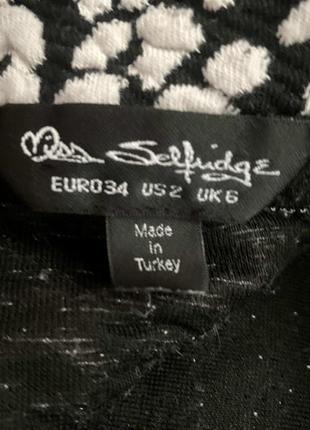 Miss Selfridge
EURO34 US2 UK6
Made
in
Turkey